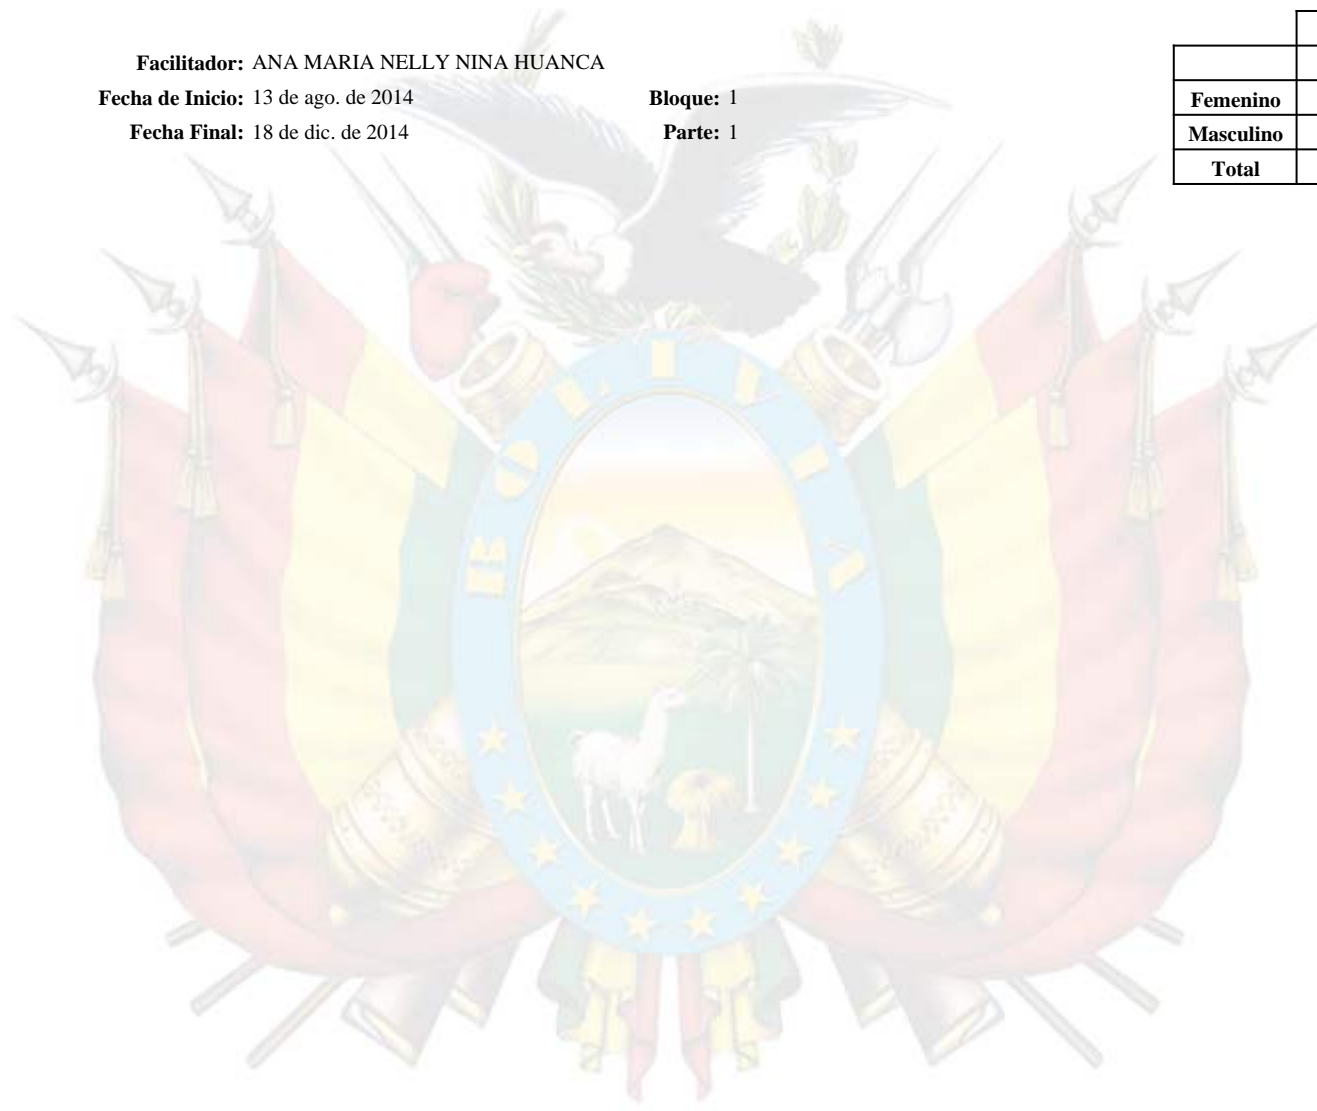 Facilitador: ANA MARIA NELLY NINA HUANCA
Fecha de Inicio: 13 de ago. de 2014 Bloque: 1
Fecha Final: 18 de dic. de 2014 Parte: 1
Femenino
Masculino
Total
BOLIVIA